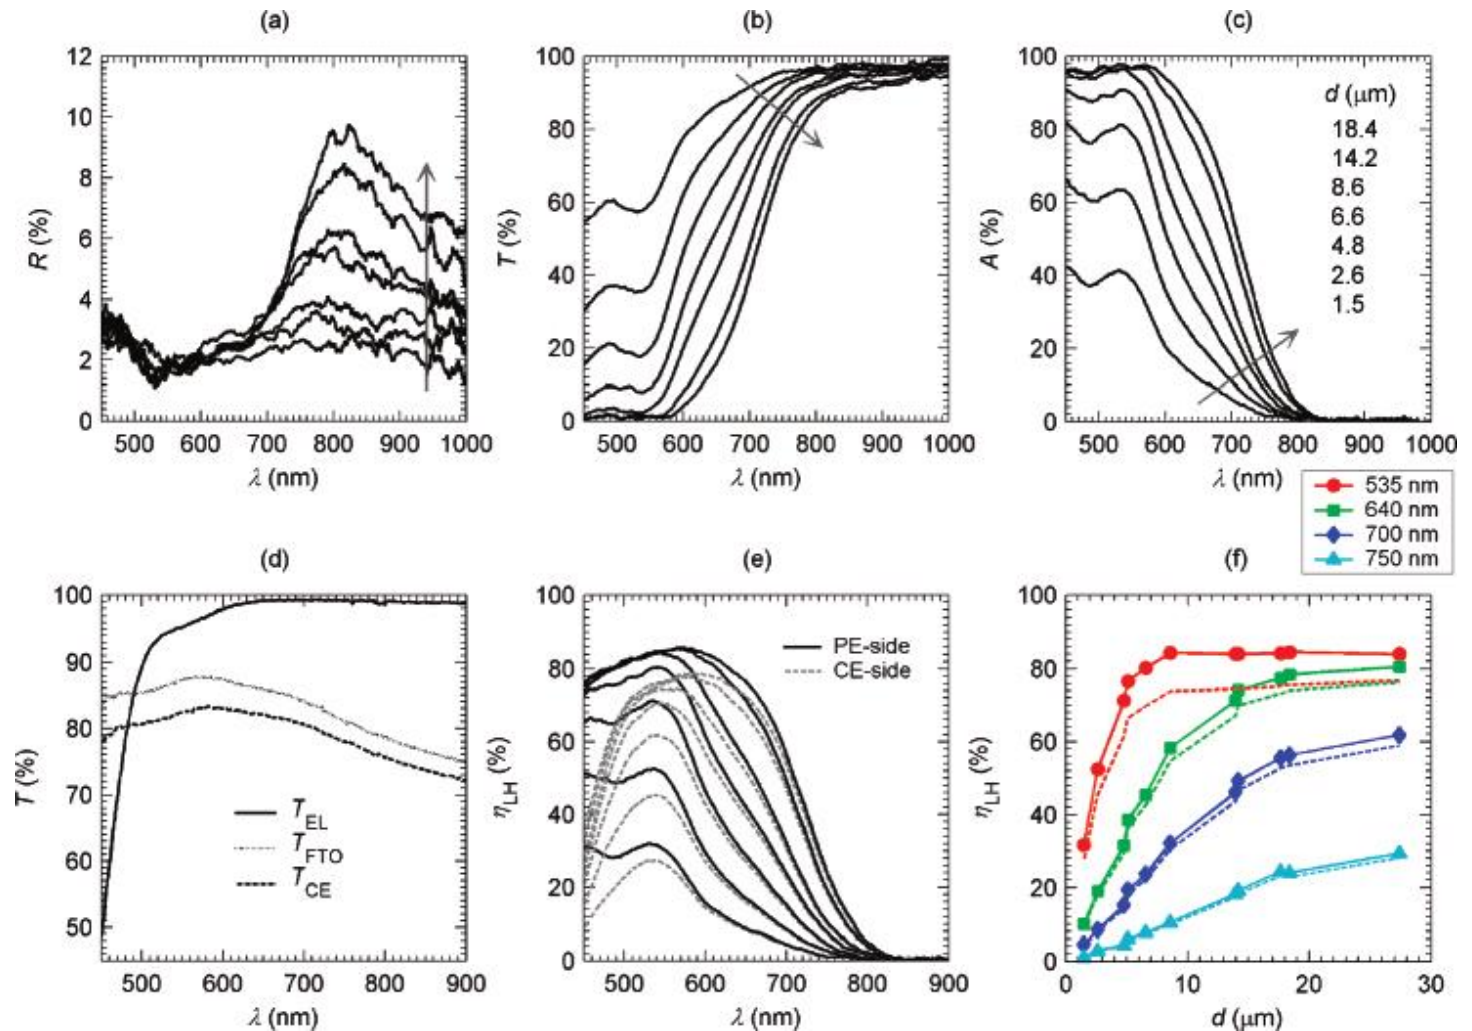 (a)
(b)
(c)
12
10
8
6
4
2
0
R (%)
500 600 700 800 900 1000
λ (nm)
100
80
60
40
20
0
T (%)
500 600 700 800 900 1000
λ (nm)
100
80
60
40
20
0
A (%)
d (μm)
18.4
14.2
8.6
6.6
4.8
2.6
1.5
500 600 700 800 900 1000
λ (nm)
535 nm
640 nm
700 nm
750 nm
(d)
(e)
(f)
100
90
80
70
60
50
T (%)
T_EL
T_FTO
T_CE
500 600 700 800 900
λ (nm)
100
80
60
40
20
0
η_LH (%)
PE-side
CE-side
500 600 700 800 900
λ (nm)
100
80
60
40
20
0
η_LH (%)
0 10 20 30
d (μm)